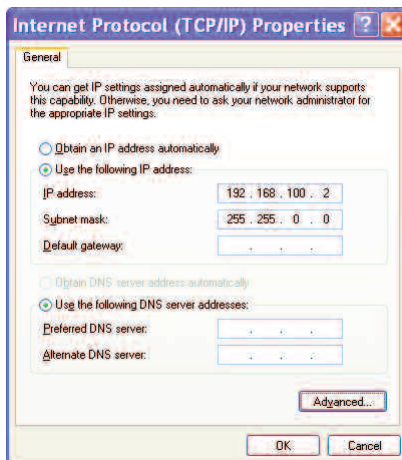 Internet Protocol (TCP/IP) Properties
General
You can get IP settings assigned automatically if your network supports
this capability. Otherwise, you need to ask your network administrator for
the appropriate IP settings.
Obtain an IP address automatically
Use the following IP address:
IP address: 192 . 168 . 100 . 2
Subnet mask: 255 . 255 . 0 . 0
Default gateway: . . .
Obtain DNS server address automatically
Use the following DNS server addresses:
Preferred DNS server: . . .
Alternate DNS server: . . .
Advanced...
OK Cancel